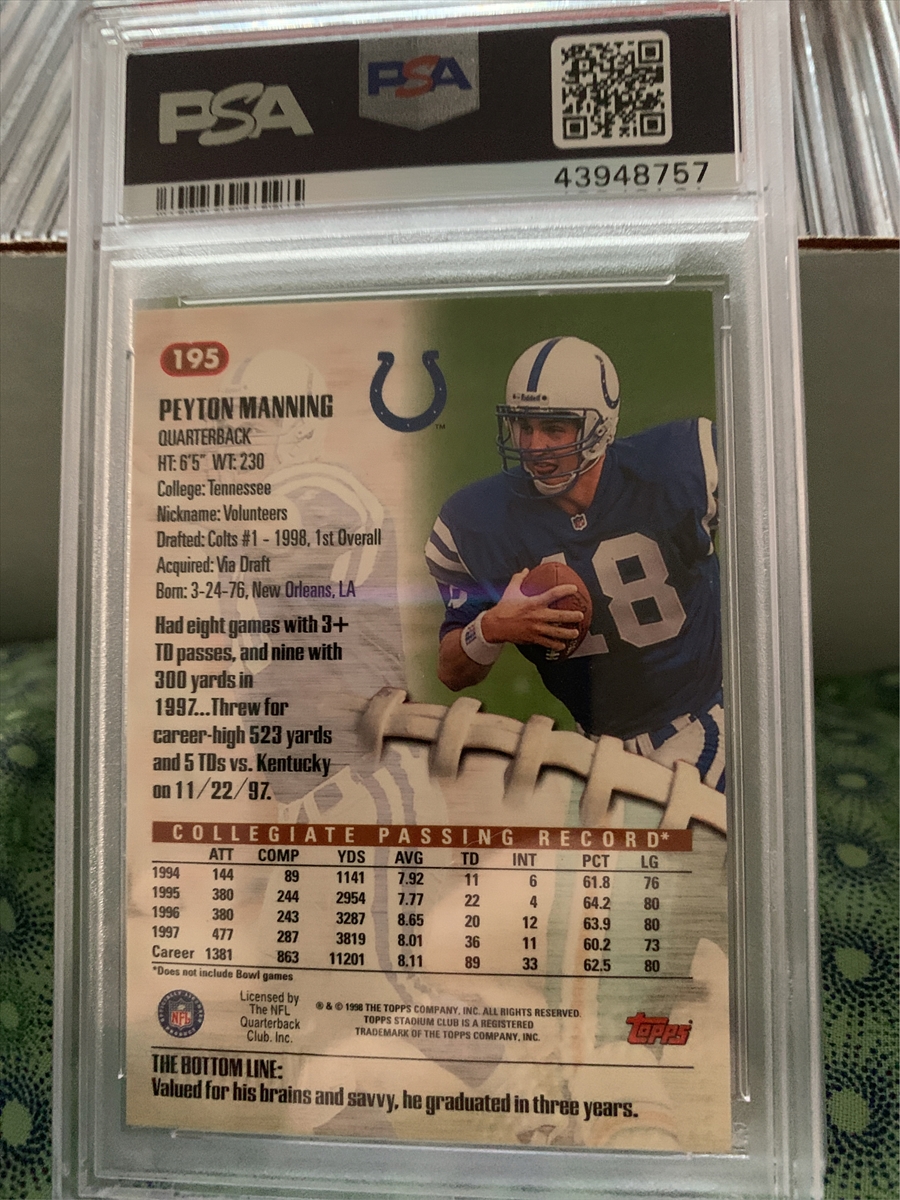 PSA
PSA
43948757
195
PEYTON MANNING
QUARTERBACK
HT: 6'5" WT: 230
College: Tennessee
Nickname: Volunteers
Drafted: Colts #1 - 1998, 1st Overall
Acquired: Via Draft
Born: 3-24-76, New Orleans, LA
Had eight games with 3+
TD passes, and nine with
300 yards in
1997...Threw for
career-high 523 yards
and 5 TDs vs. Kentucky
on 11/22/97.
Riddell
18
TM
COLLEGIATE PASSING RECORD*
ATT COMP YDS AVG TD INT PCT LG
1994 144 89 1141 7.92 11 6 61.8 76
1995 380 244 2954 7.77 22 4 64.2 80
1996 380 243 3287 8.65 20 12 63.9 80
1997 477 287 3819 8.01 36 11 60.2 73
Career 1381 863 11201 8.11 89 33 62.5 80
*Does not include Bowl games
NFL
Licensed by
The NFL
Quarterback
Club. Inc.
® & © 1998 THE TOPPS COMPANY, INC. ALL RIGHTS RESERVED.
TOPPS STADIUM CLUB IS A REGISTERED
TRADEMARK OF THE TOPPS COMPANY, INC.
TOPPS
THE BOTTOM LINE:
Valued for his brains and savvy, he graduated in three years.